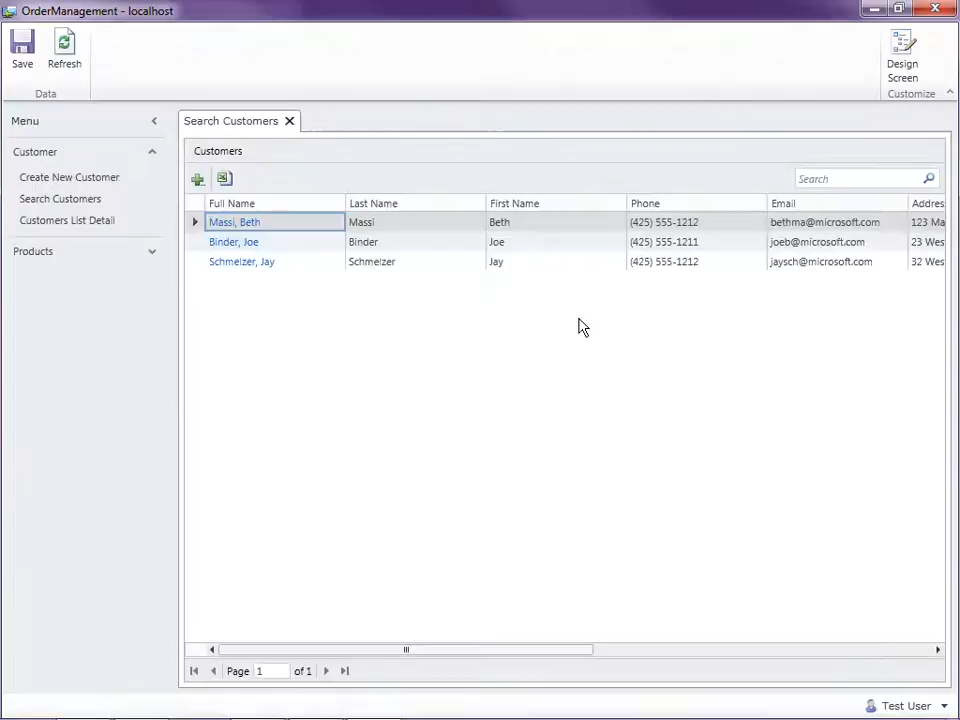 OrderManagement - localhost
Save
Refresh
Design
Screen
Data
Customize
Menu
Search Customers
Customer
Create New Customer
Search Customers
Customers List Detail
Products
Customers
Search
Full Name Last Name First Name Phone Email Addres
Massi, Beth Massi Beth (425) 555-1212 bethma@microsoft.com 123 Ma
Binder, Joe Binder Joe (425) 555-1211 joeb@microsoft.com 23 Wes
Schmelzer, Jay Schmelzer Jay (425) 555-1212 jaysch@microsoft.com 32 Wes
Page 1 of 1
Test User